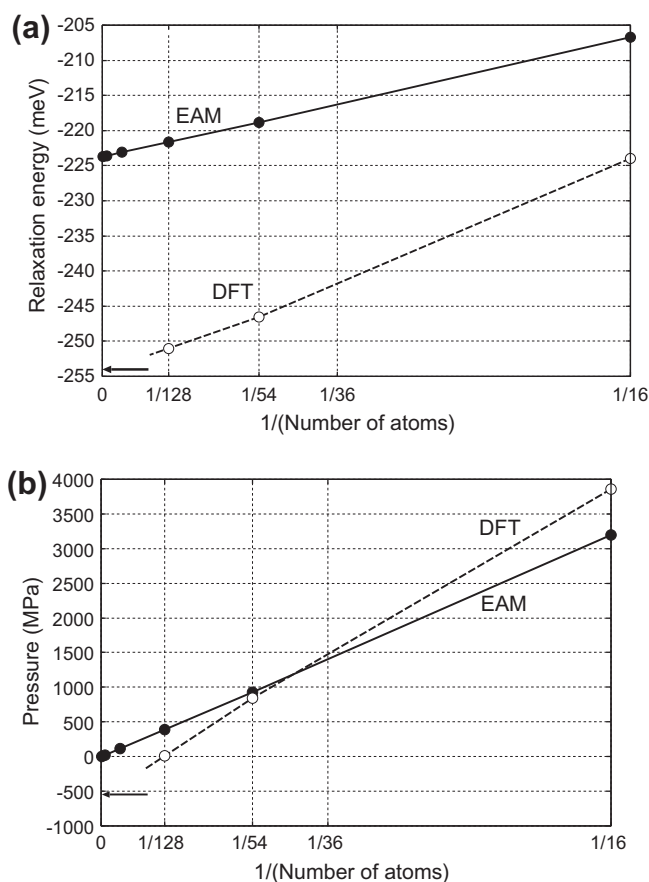 (a)
-205
-210
-215
-220
-225
-230
-235
-240
-245
-250
-255
Relaxation energy (meV)
EAM
DFT
0 1/128 1/54 1/36 1/16
1/(Number of atoms)
(b)
4000
3500
3000
2500
2000
1500
1000
500
0
-500
-1000
Pressure (MPa)
DFT
EAM
0 1/128 1/54 1/36 1/16
1/(Number of atoms)